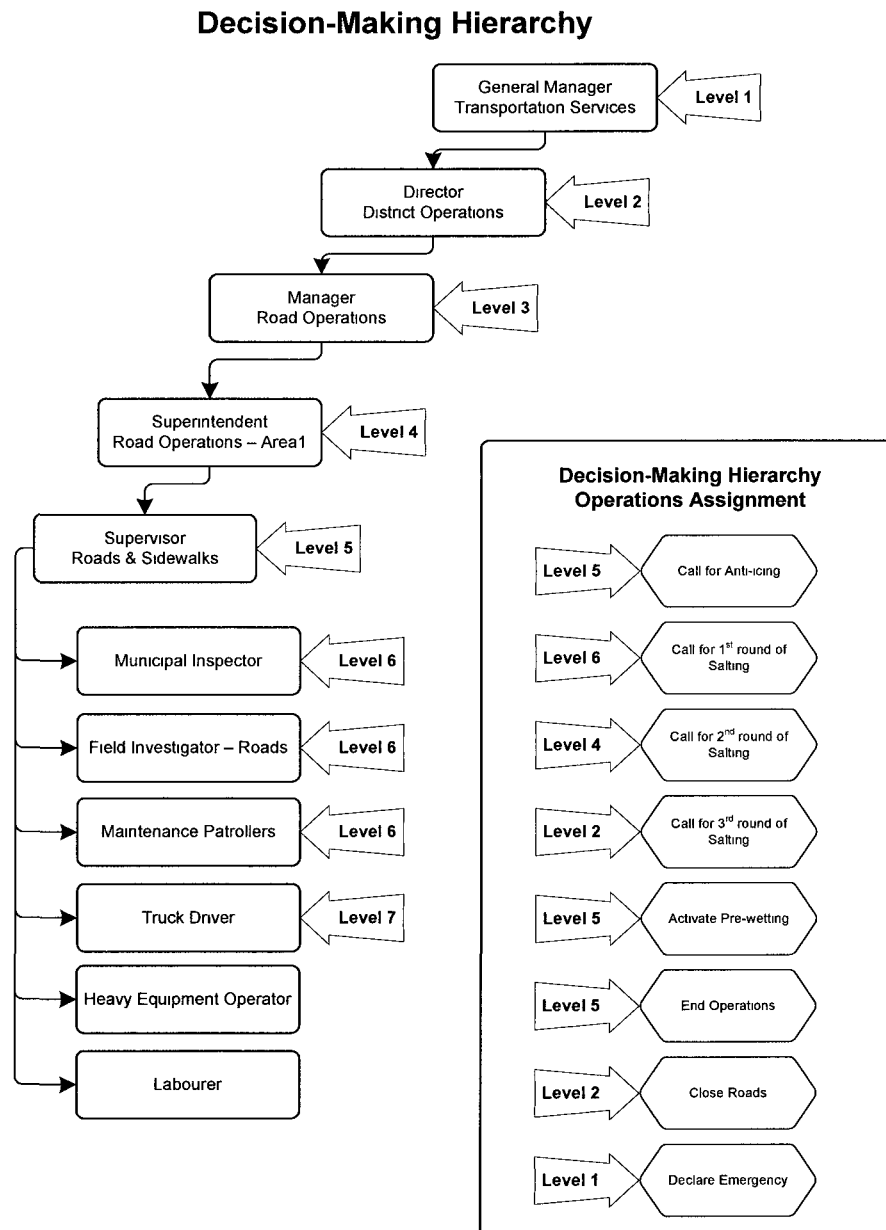 Decision-Making Hierarchy
General Manager
Transportation Services
Level 1
Director
District Operations
Level 2
Manager
Road Operations
Level 3
Superintendent
Road Operations – Area1
Level 4
Supervisor
Roads & Sidewalks
Level 5
Municipal Inspector
Level 6
Field Investigator – Roads
Level 6
Maintenance Patrollers
Level 6
Truck Driver
Level 7
Heavy Equipment Operator
Labourer
Decision-Making Hierarchy
Operations Assignment
Level 5
Call for Anti-icing
Level 6
Call for 1st round of
Salting
Level 4
Call for 2nd round of
Salting
Level 2
Call for 3rd round of
Salting
Level 5
Activate Pre-wetting
Level 5
End Operations
Level 2
Close Roads
Level 1
Declare Emergency